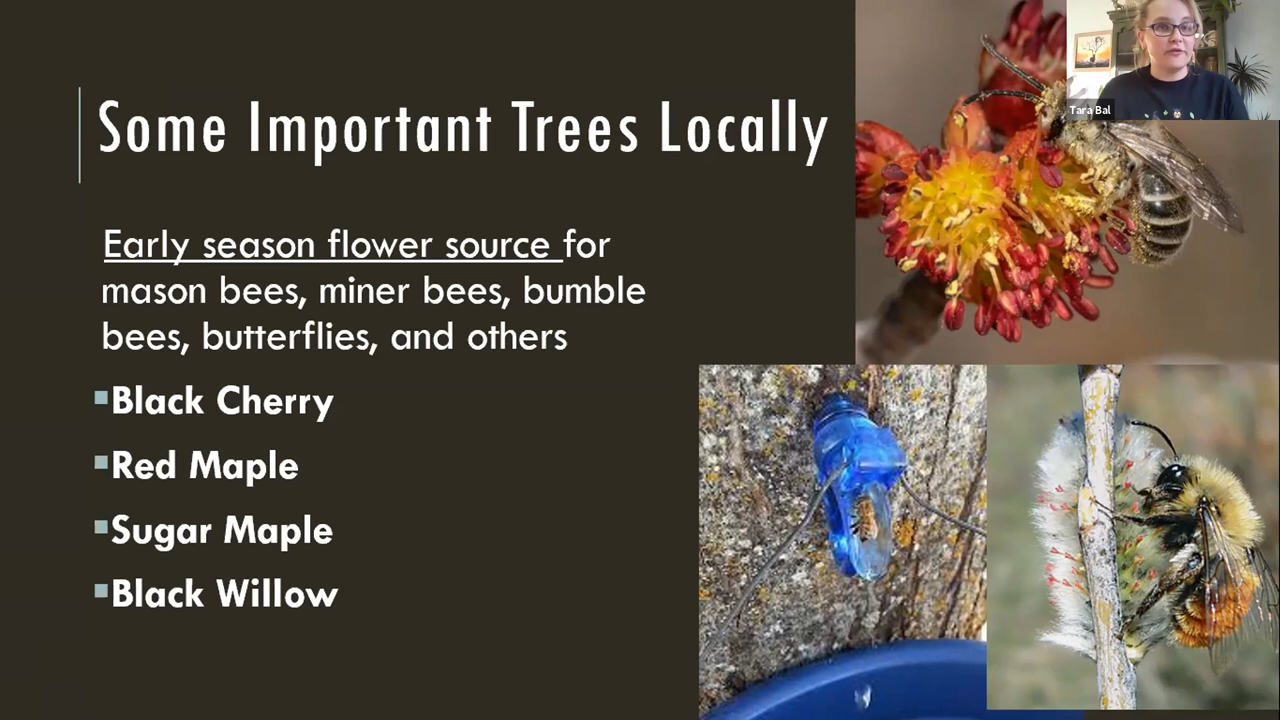 Some Important Trees Locally
Early season flower source for
mason bees, miner bees, bumble
bees, butterflies, and others
▪Black Cherry
▪Red Maple
▪Sugar Maple
▪Black Willow
Tara Bal